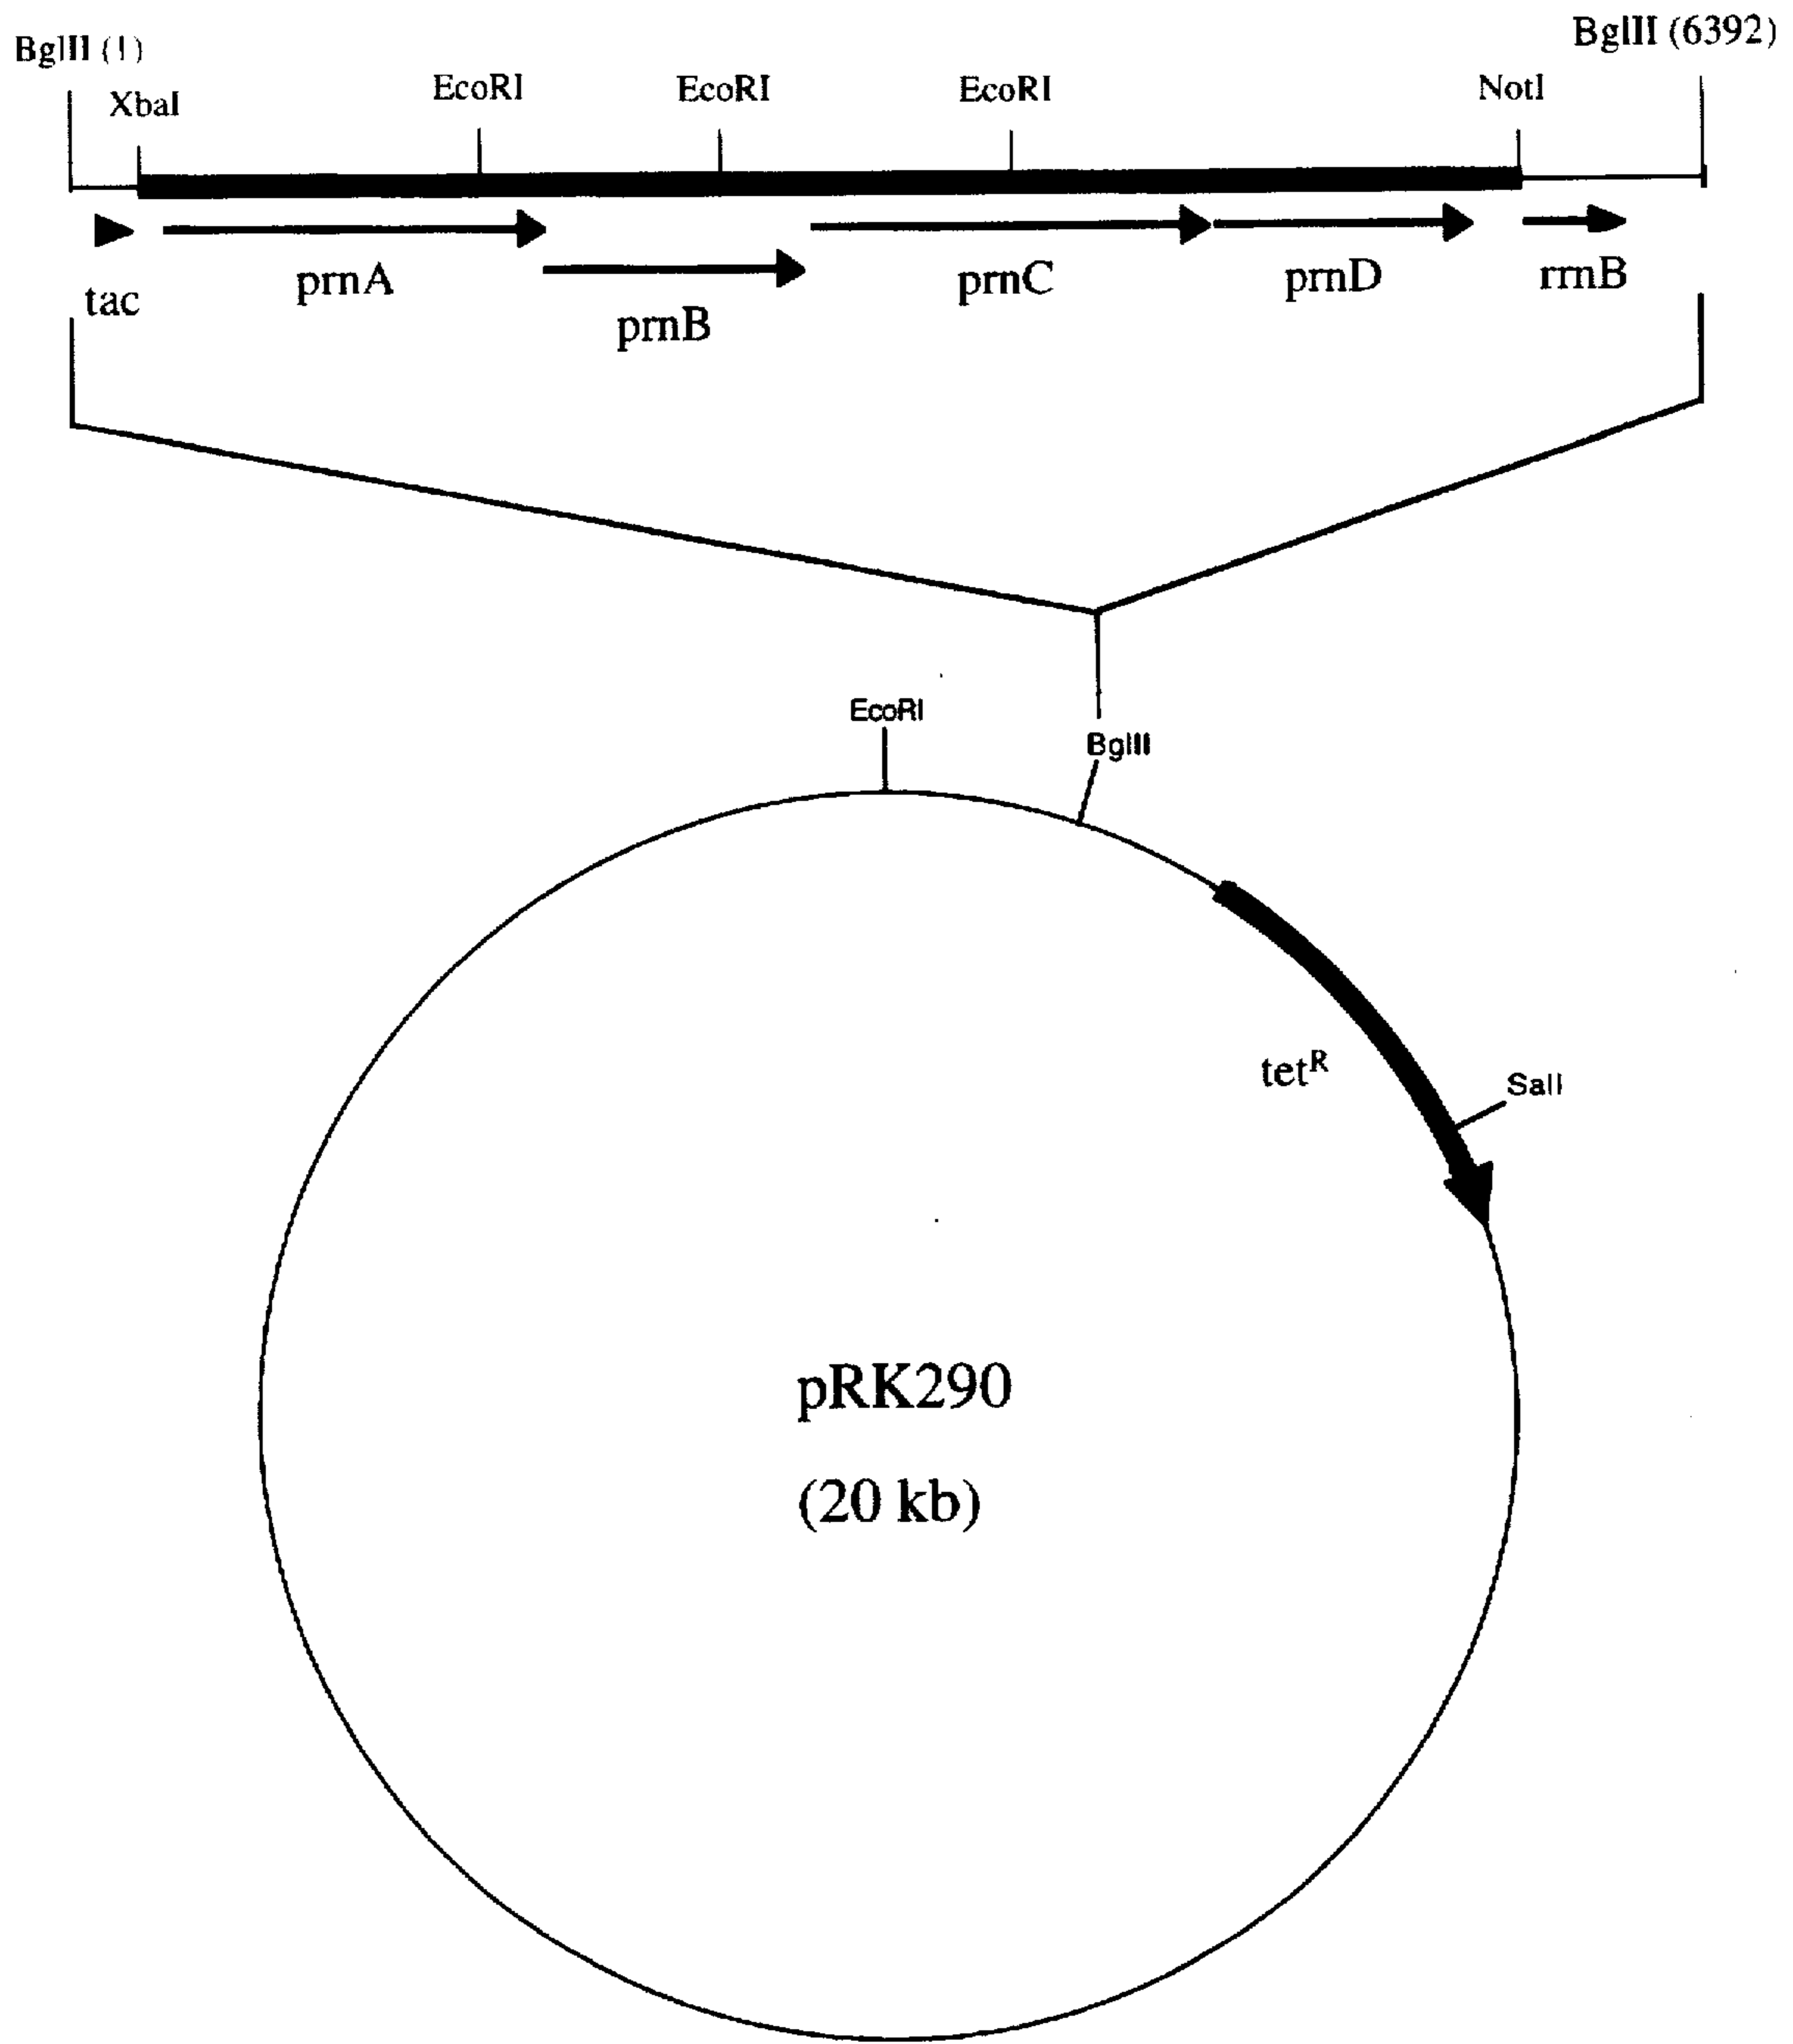 BglII (1)
BglII (6392)
XbaI
EcoRI
EcoRI
EcoRI
NotI
tac
prnA
prnB
prnC
prnD
rrnB
EcoRI
BglII
tetR
SalI
pRK290
(20 kb)